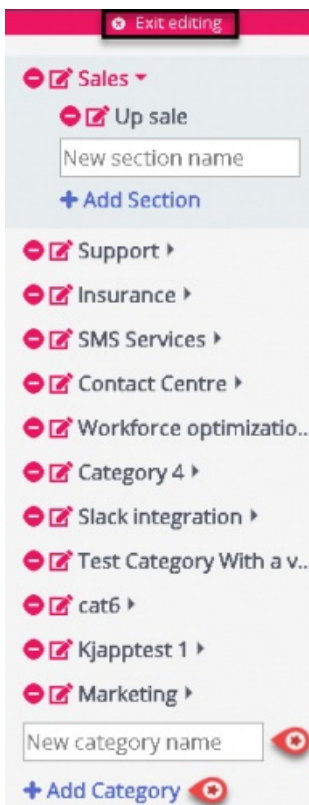 Exit editing
Sales
Up sale
New section name
+ Add Section
Support
Insurance
SMS Services
Contact Centre
Workforce optimizatio...
Category 4
Slack integration
Test Category With a v...
cat6
Kjapptest 1
Marketing
New category name
+ Add Category